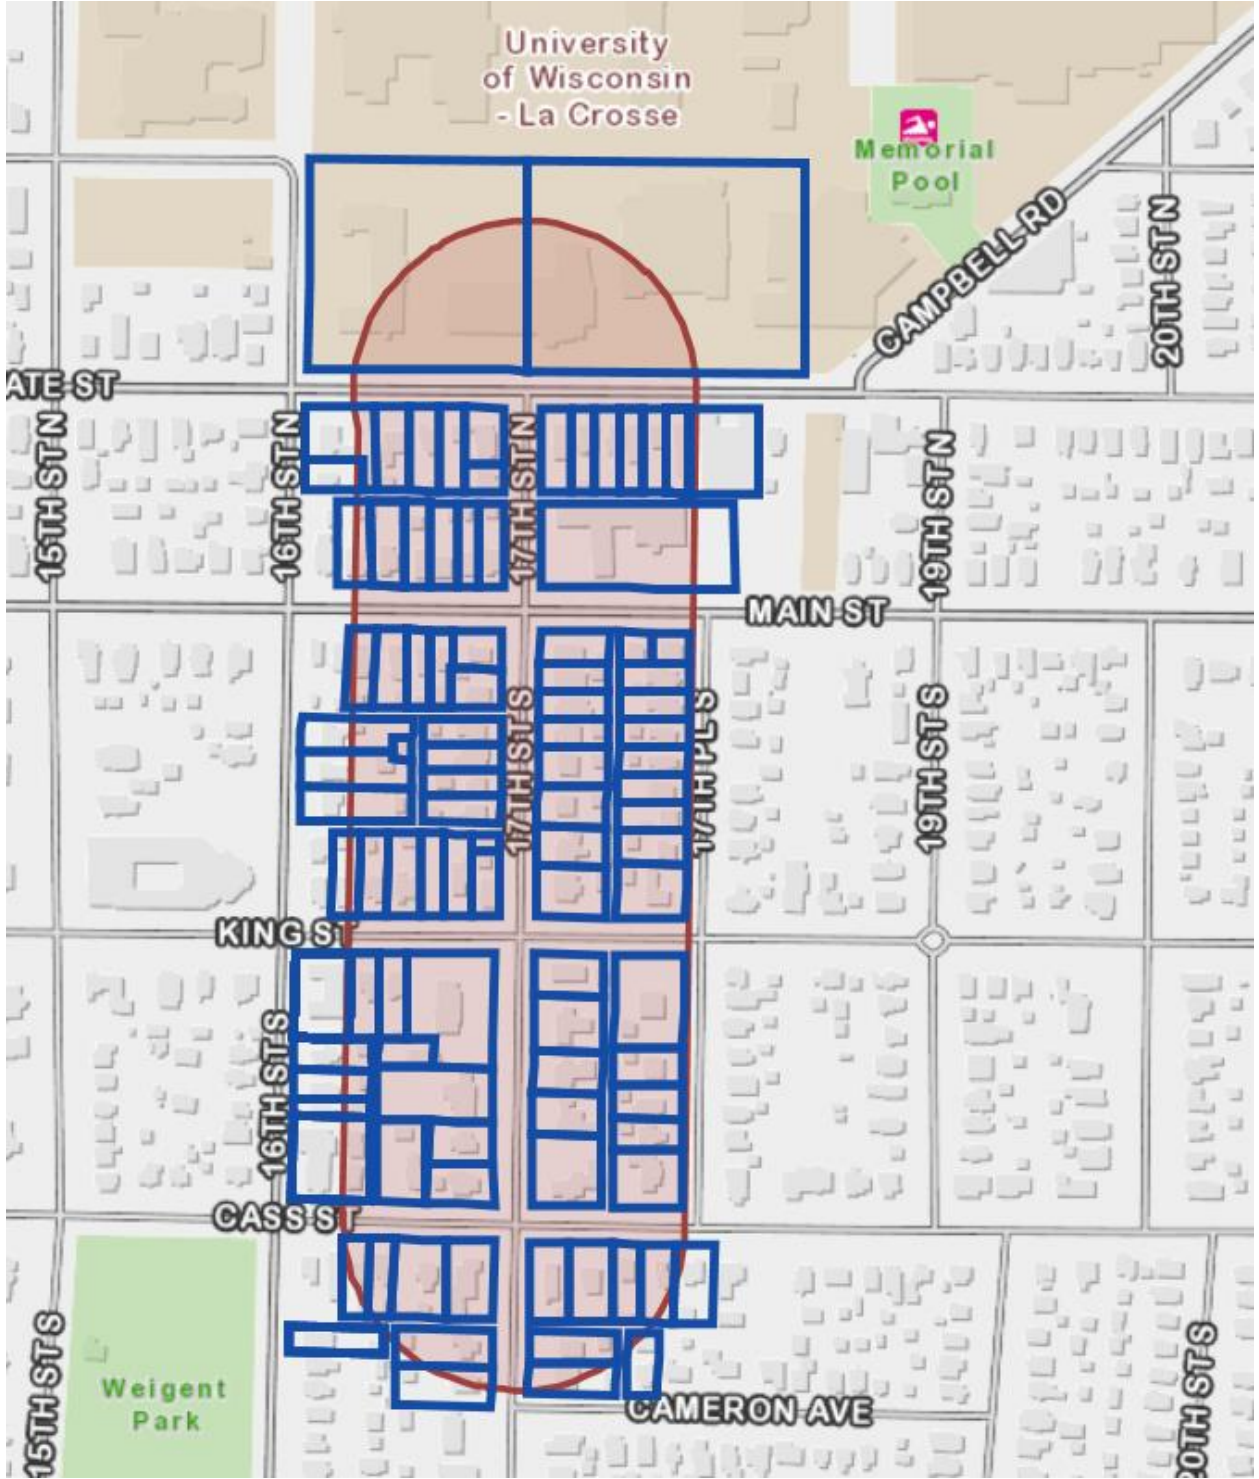 University
of Wisconsin
- La Crosse
Memorial
Pool
CAMPBELL RD
20TH ST N
ATE ST
15TH ST N
16TH ST N
17TH ST N
19TH ST N
MAIN ST
17TH ST S
17TH PL S
19TH ST S
KING ST
16TH ST S
CASS ST
Weigent
Park
15TH ST S
CAMERON AVE
20TH ST S